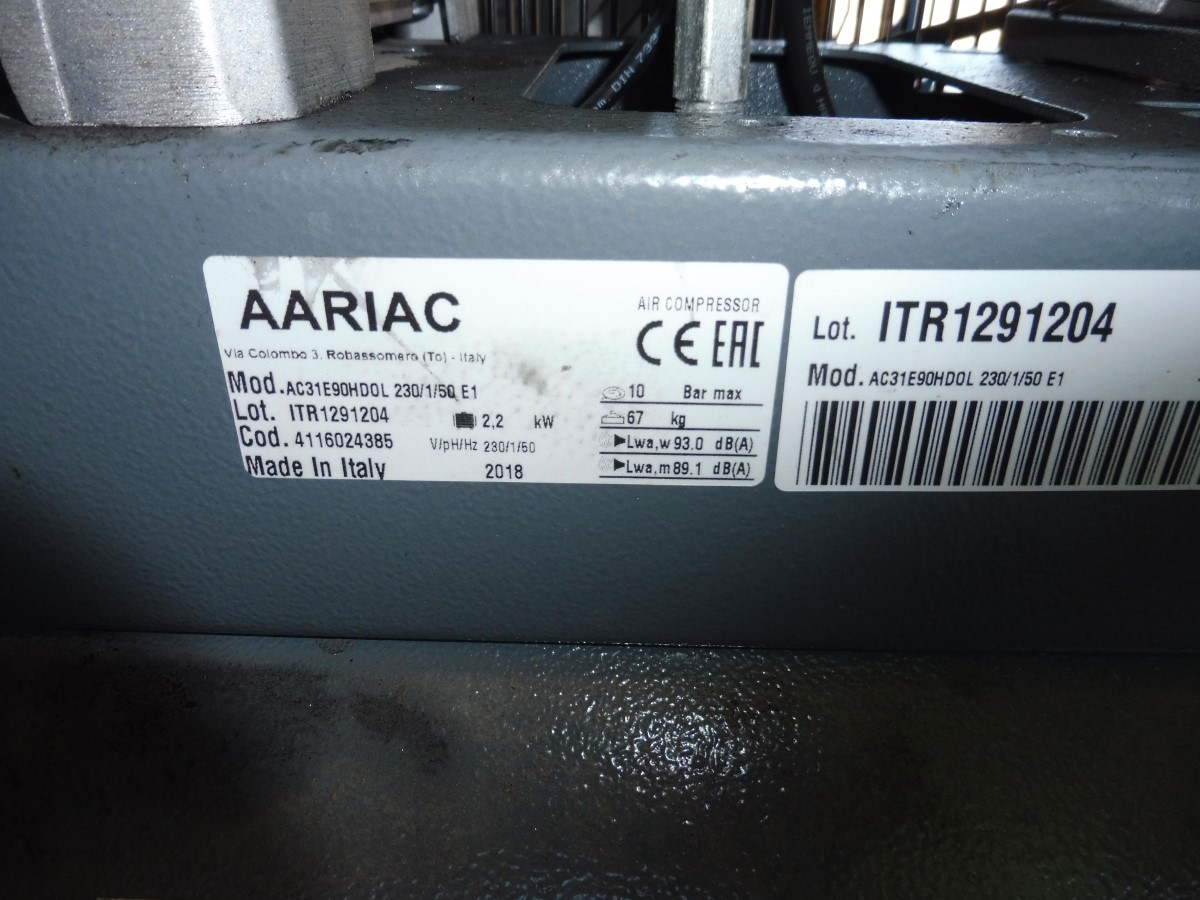 AARIAC
Via Colombo 3, Robassomero (To) - Italy
AIR COMPRESSOR
CE EAC
Mod. AC31E90HD0L 230/1/50 E1
Lot. ITR1291204
2,2 kW
Cod. 4116024385
V/pH/Hz 230/1/50
Made In Italy
2018
10 Bar max
67 kg
Lwa,w 93.0 dB(A)
Lwa,m 89.1 dB(A)
Lot. ITR1291204
Mod. AC31E90HD0L 230/1/50 E1